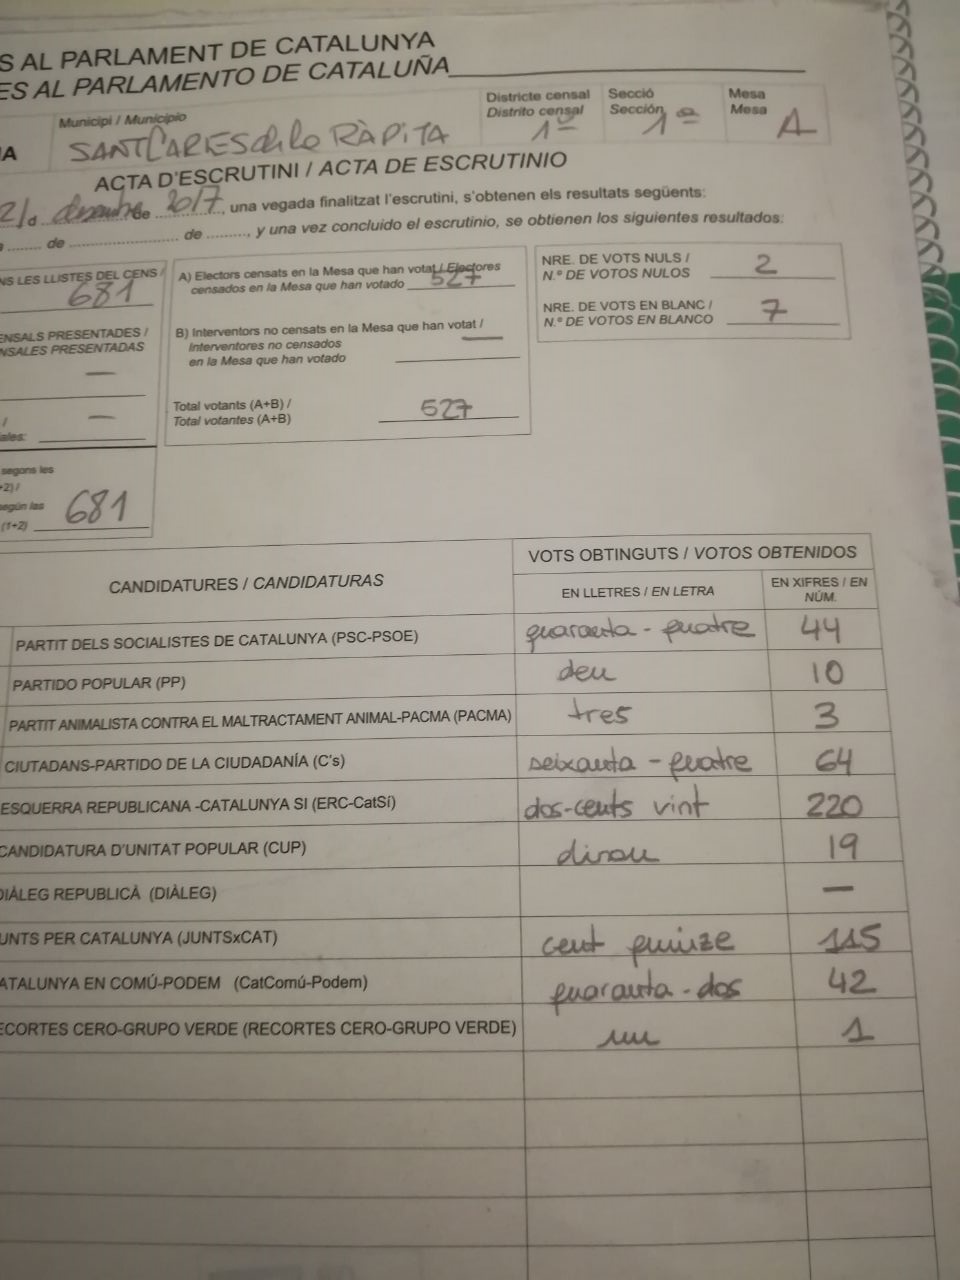 S AL PARLAMENT DE CATALUNYA
ES AL PARLAMENTO DE CATALUÑA
Municipi / Municipio
SANT CARLES de la RÀPITA
Districte censal
Distrito censal
1º
Secció
Sección
1ª
Mesa
Mesa
A
IA
ACTA D'ESCRUTINI / ACTA DE ESCRUTINIO
21 d desembre de 2017, una vegada finalitzat l'escrutini, s'obtenen els resultats següents:
a ........ de .............................. de .........., y una vez concluido el escrutinio, se obtienen los siguientes resultados:
NS LES LLISTES DEL CENS /
681
ENSALS PRESENTADES /
NSALES PRESENTADAS
—
/
ales:
—
segons les
+2) /
según las
(1+2)
681
A) Electors censats en la Mesa que han votat / Electores
censados en la Mesa que han votado
527
B) Interventors no censats en la Mesa que han votat /
Interventores no censados
en la Mesa que han votado
—
Total votants (A+B) /
Total votantes (A+B)
527
NRE. DE VOTS NULS /
N.º DE VOTOS NULOS
2
NRE. DE VOTS EN BLANC /
N.º DE VOTOS EN BLANCO
7
CANDIDATURES / CANDIDATURAS
VOTS OBTINGUTS / VOTOS OBTENIDOS
EN LLETRES / EN LETRA
EN XIFRES / EN
NÚM.
PARTIT DELS SOCIALISTES DE CATALUNYA (PSC-PSOE) quaranta - quatre 44
PARTIDO POPULAR (PP) deu 10
PARTIT ANIMALISTA CONTRA EL MALTRACTAMENT ANIMAL-PACMA (PACMA) tres 3
CIUTADANS-PARTIDO DE LA CIUDADANÍA (C's) seixanta - quatre 64
ESQUERRA REPUBLICANA -CATALUNYA SI (ERC-CatSí) dos-cents vint 220
CANDIDATURA D'UNITAT POPULAR (CUP) dinou 19
DIÀLEG REPUBLICÀ (DIÀLEG) —
UNTS PER CATALUNYA (JUNTSxCAT) cent quinze 115
ATALUNYA EN COMÚ-PODEM (CatComú-Podem) quaranta - dos 42
ECORTES CERO-GRUPO VERDE (RECORTES CERO-GRUPO VERDE) un 1